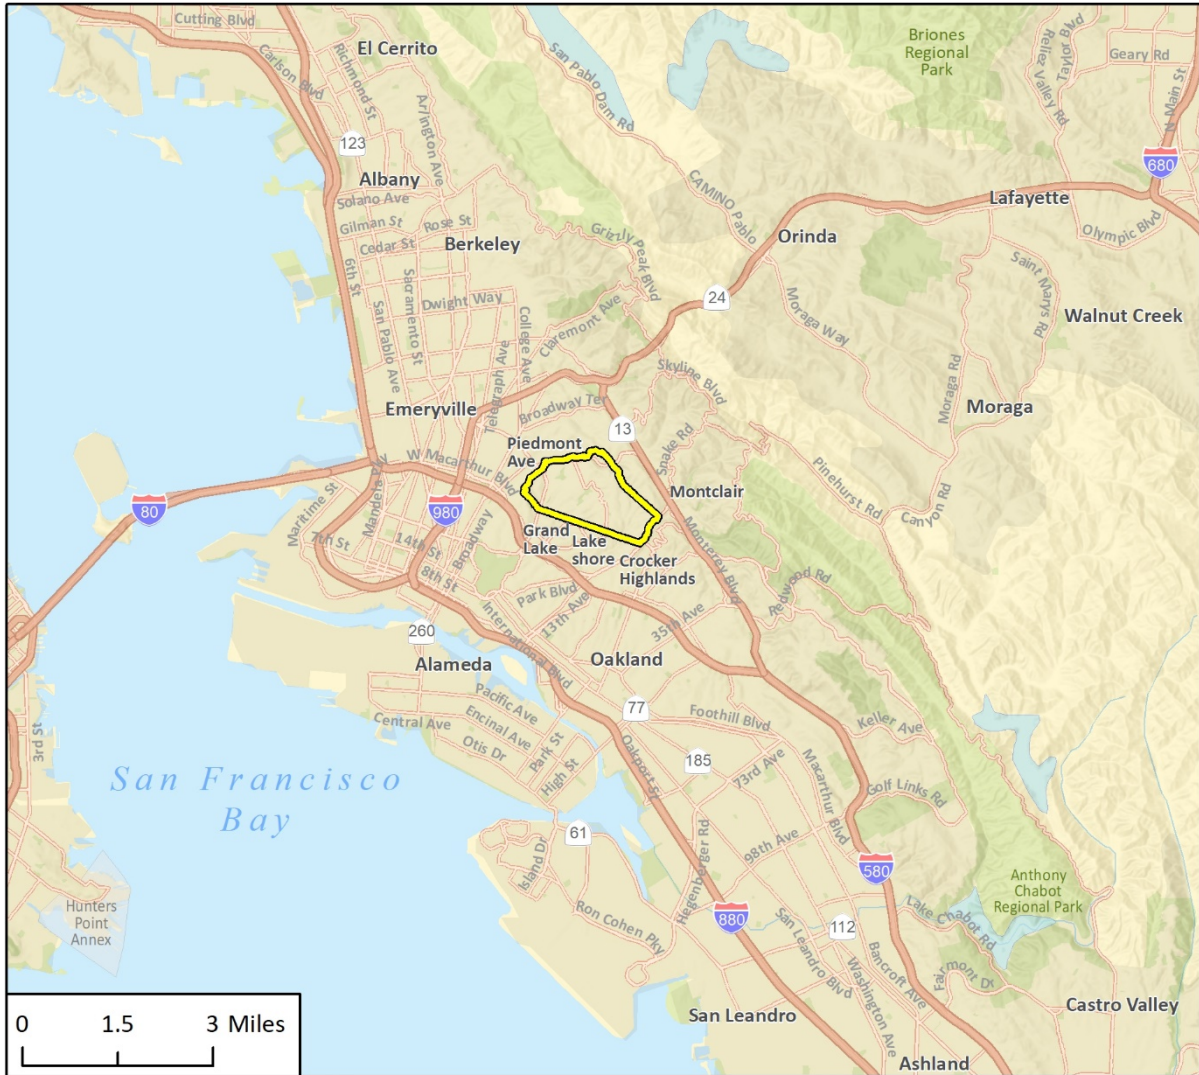 Cutting Blvd
El Cerrito
Carlson Blvd
Richmond St
Arlington Ave
San Pablo Dam Rd
Briones
Regional
Park
Reliez Valley Rd
Taylor Blvd
Geary Rd
N Main St
680
123
Albany
Solano Ave
Gilman St
Rose St
Cedar St
Berkeley
CAMINO Pablo
Orinda
Lafayette
Olympic Blvd
Grizzly
Peak Blvd
6th St
San Pablo Ave
Sacramento St
Dwight Way
College Ave
Claremont Ave
24
Moraga Way
Saint
Marys Rd
Walnut Creek
Emeryville
Telegraph Ave
Broadway Ter
Skyline Blvd
Moraga Rd
Moraga
13
Snake Rd
Piedmont
Ave
W Macarthur Blvd
Montclair
Pinehurst Rd
Canyon Rd
80
Maritime St
Mandela
980
7th St
14th St
8th St
Broadway
Grand
Lake
Lake
shore
Crocker
Highlands
Monterey Blvd
Redwood Rd
Park Blvd
13th Ave
35th Ave
260
International Blvd
Alameda
Oakland
Pacific Ave
Central Ave
Encinal Ave
Otis Dr
Park St
High St
77
Foothill Blvd
Keller Ave
3rd St
Oakport St
185
73rd Ave
Macarthur Blvd
Golf Links Rd
San Francisco
Bay
Island Dr
61
98th Ave
Hegenberger Rd
580
Hunters
Point
Annex
Ron Cohen Pky
880
San Leandro Blvd
112
Anthony
Chabot
Regional Park
Lake Chabot Rd
Bancroft Ave
Washington Ave
Fairmont Dr
San Leandro
Castro Valley
Ashland
0 1.5 3 Miles